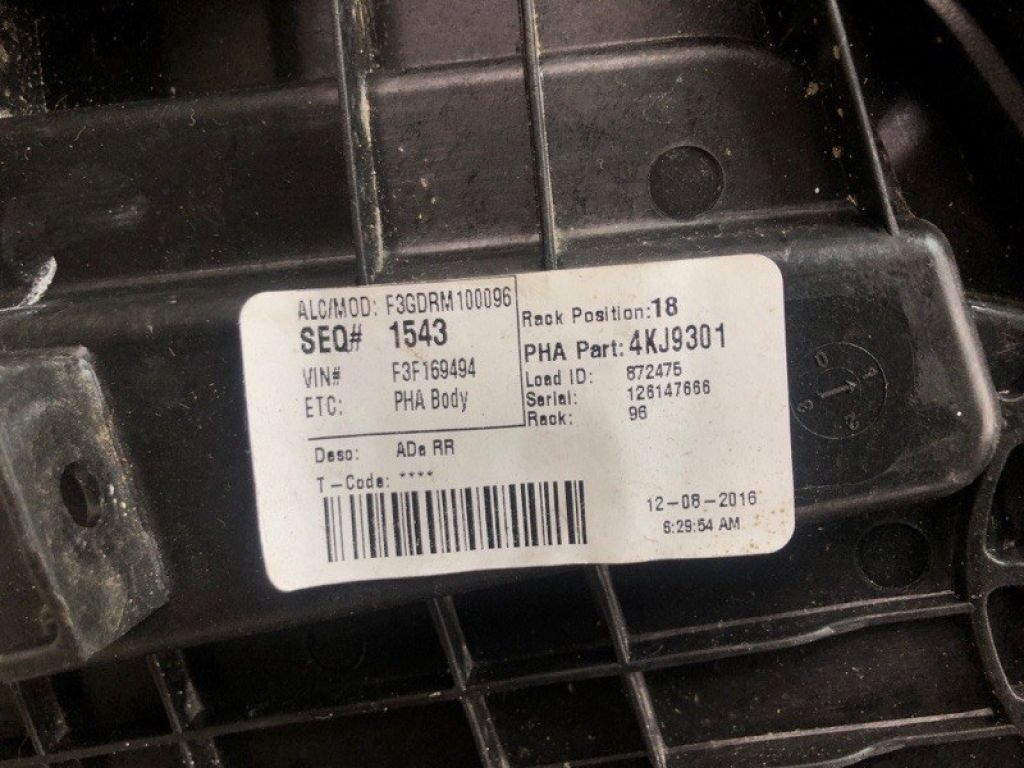 ALC/MOD: F3GDRM100096
SEQ# 1543
VIN# F3F169494
ETC: PHA Body
Rack Position:18
PHA Part: 4KJ9301
Load ID: 872475
Serial: 126147666
Rack: 96
Desc: ADe RR
T-Code: ****
12-08-2016
6:29:54 AM